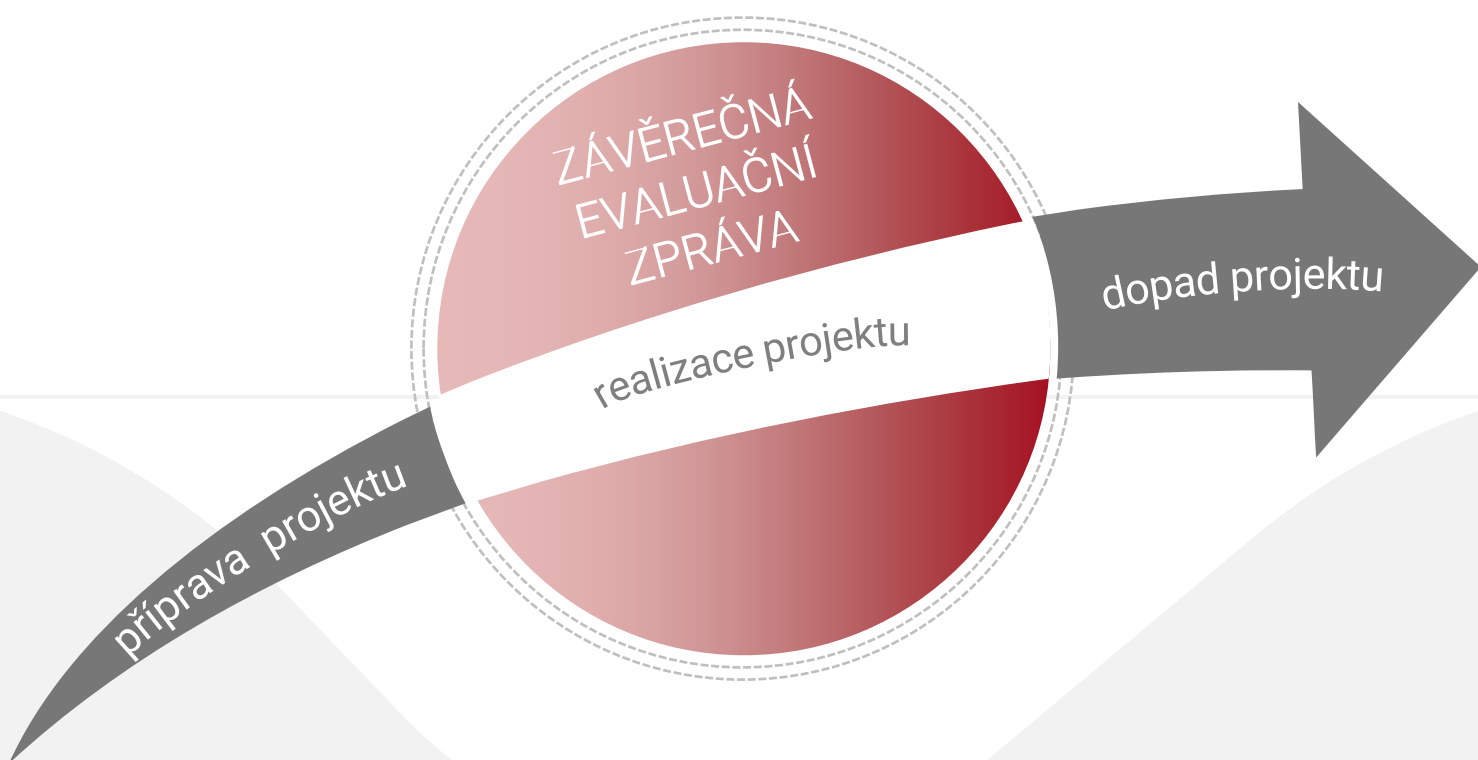 ZÁVĚREČNÁ
EVALUAČNÍ
ZPRÁVA
příprava projektu
realizace projektu
dopad projektu